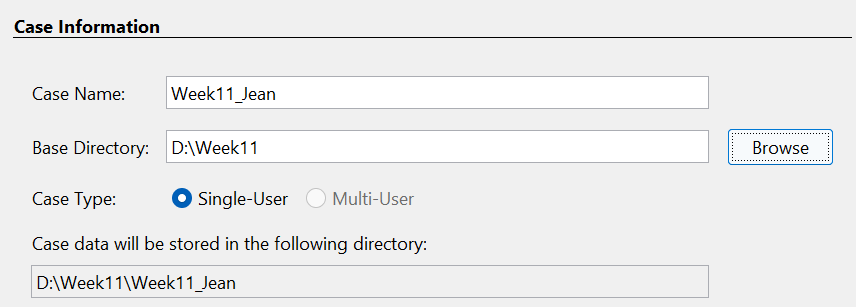 Case Information
Case Name: Week11_Jean
Base Directory: D:\Week11 Browse
Case Type: Single-User Multi-User
Case data will be stored in the following directory:
D:\Week11\Week11_Jean